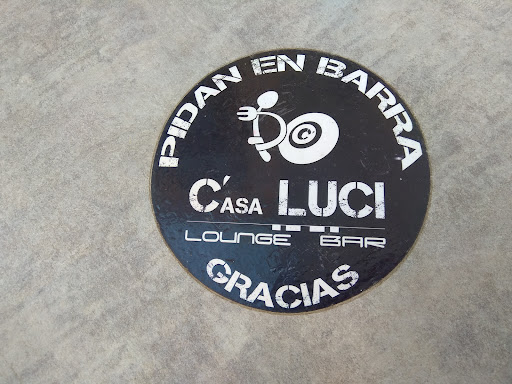 PIDAN EN BARRA
C'ASA LUCI
LOUNGE BAR
GRACIAS